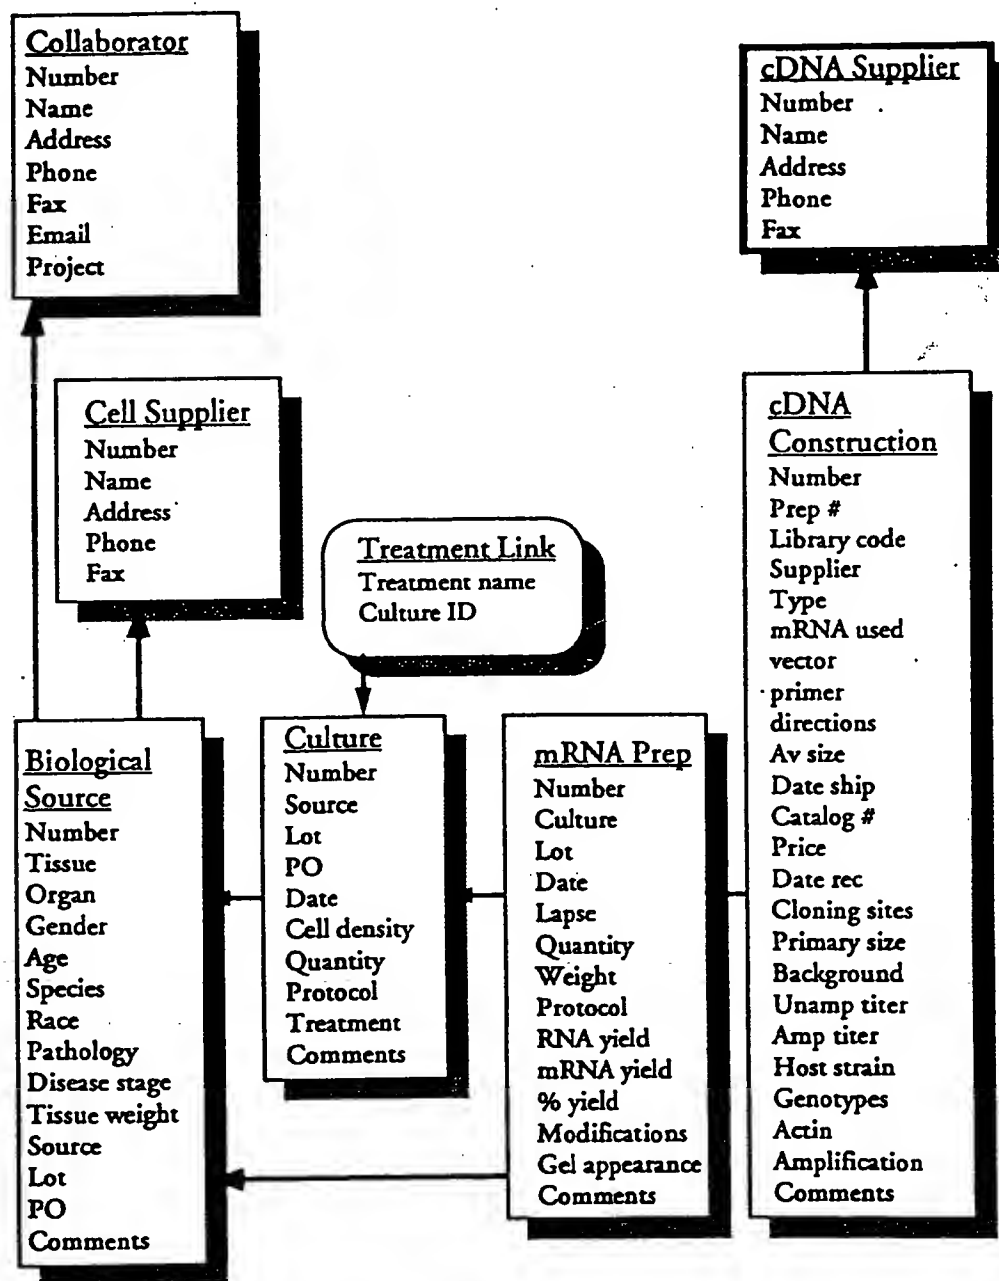 Collaborator
Number
Name
Address
Phone
Fax
Email
Project
cDNA Supplier
Number
Name
Address
Phone
Fax
Cell Supplier
Number
Name
Address
Phone
Fax
Treatment Link
Treatment name
Culture ID
Biological
Source
Number
Tissue
Organ
Gender
Age
Species
Race
Pathology
Disease stage
Tissue weight
Source
Lot
PO
Comments
Culture
Number
Source
Lot
PO
Date
Cell density
Quantity
Protocol
Treatment
Comments
mRNA Prep
Number
Culture
Lot
Date
Lapse
Quantity
Weight
Protocol
RNA yield
mRNA yield
% yield
Modifications
Gel appearance
Comments
cDNA
Construction
Number
Prep #
Library code
Supplier
Type
mRNA used
vector
primer
directions
Av size
Date ship
Catalog #
Price
Date rec
Cloning sites
Primary size
Background
Unamp titer
Amp titer
Host strain
Genotypes
Actin
Amplification
Comments